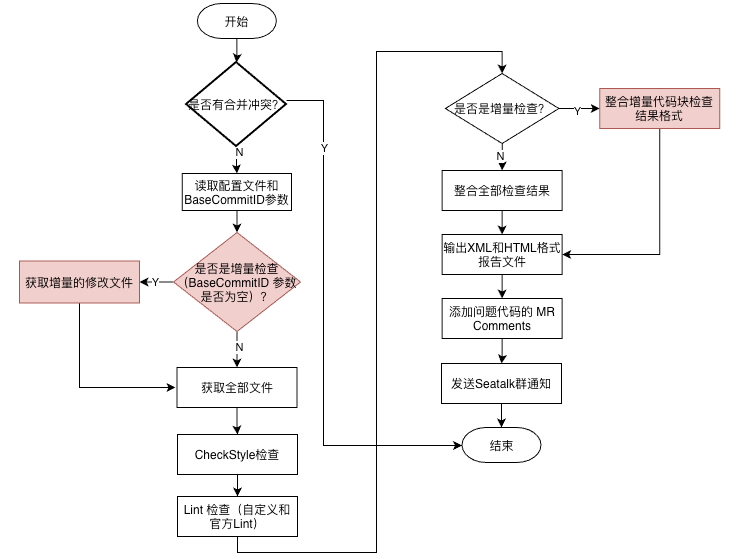 开始
是否有合并冲突?
Y
N
读取配置文件和
BaseCommitID参数
是否是增量检查
（BaseCommitID 参数
是否为空）?
Y
获取增量的修改文件
N
获取全部文件
CheckStyle检查
Lint 检查（自定义和
官方Lint）
是否是增量检查?
Y
整合增量代码块检查
结果格式
N
整合全部检查结果
输出XML和HTML格式
报告文件
添加问题代码的 MR
Comments
发送Seatalk群通知
结束